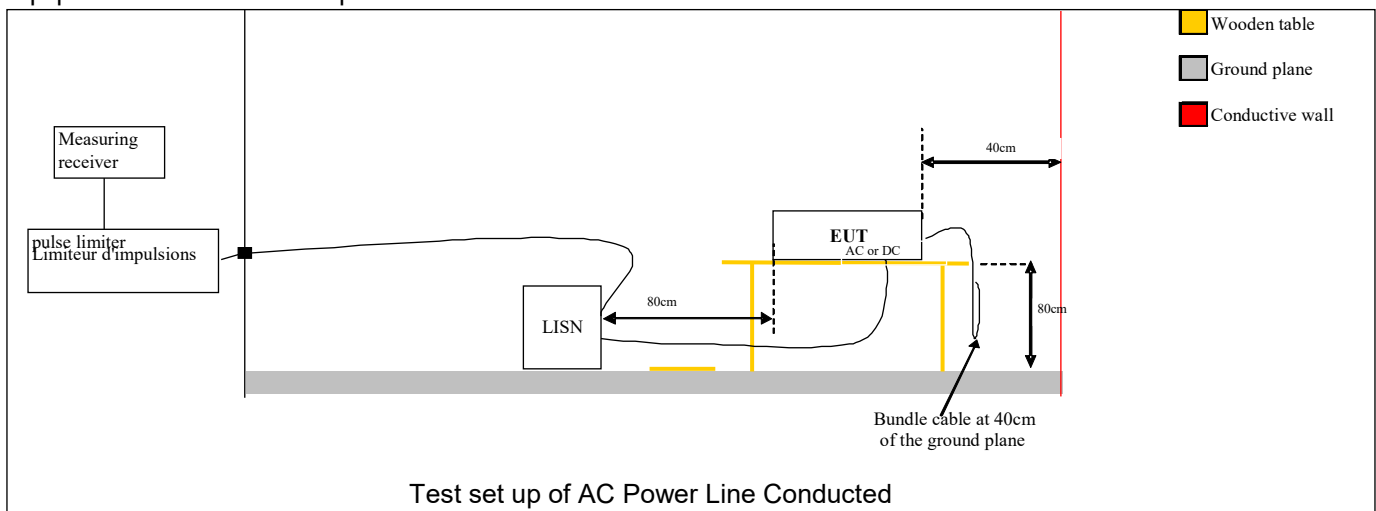 Wooden table
Ground plane
Conductive wall
Measuring
receiver
pulse limiter
Limiteur d'impulsions
40cm
EUT
AC or DC
80cm
LISN
80cm
Bundle cable at 40cm
of the ground plane
Test set up of AC Power Line Conducted